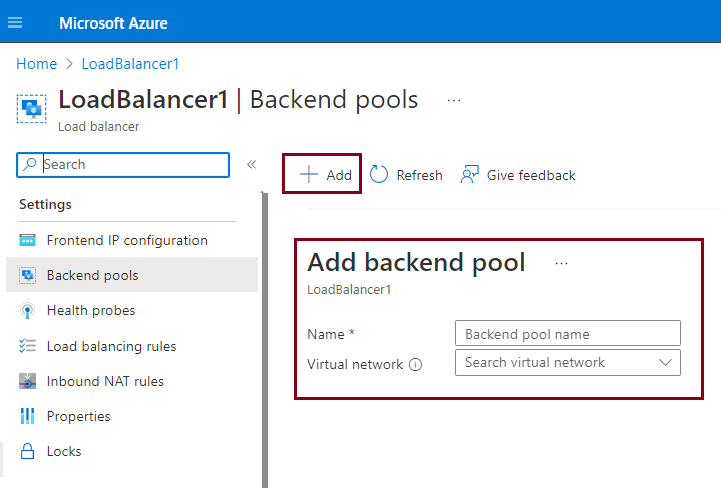 Microsoft Azure
Home > LoadBalancer1
LoadBalancer1 | Backend pools ...
Load balancer
Search
«
Add
Refresh
Give feedback
Settings
Frontend IP configuration
Backend pools
Health probes
Load balancing rules
Inbound NAT rules
Properties
Locks
Add backend pool ...
LoadBalancer1
Name * Backend pool name
Virtual network Search virtual network